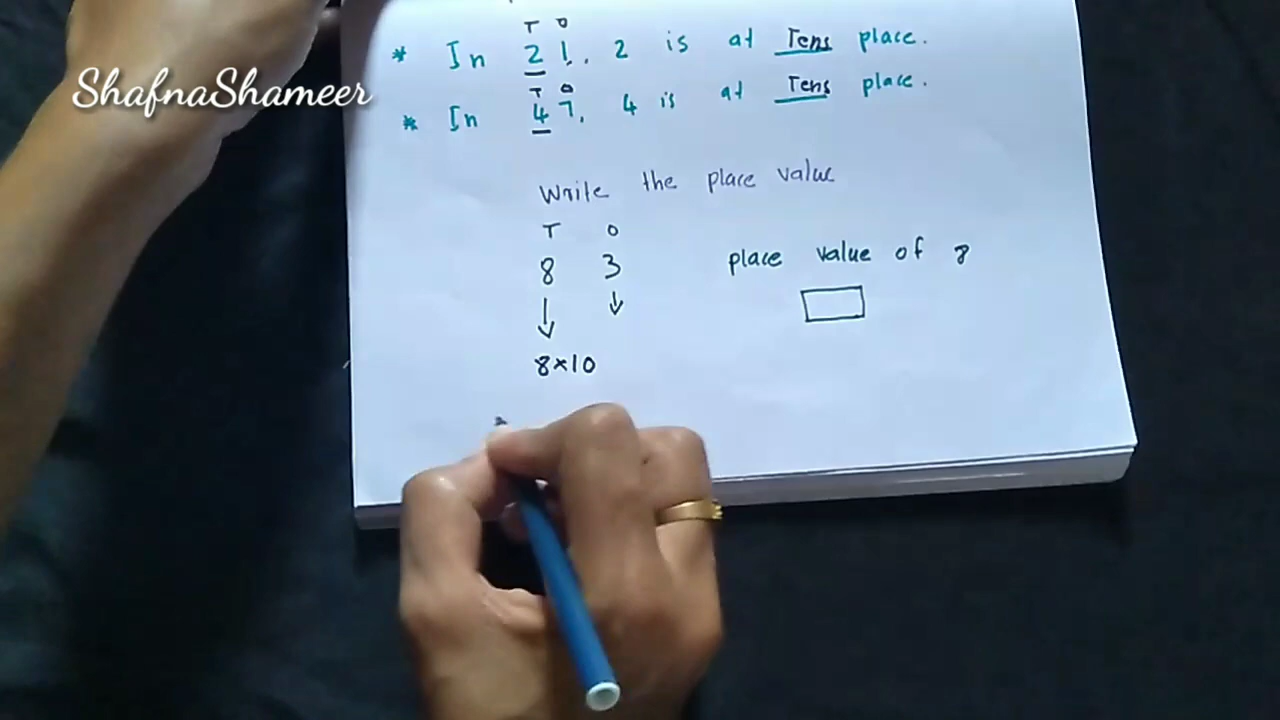 T O
* In 21, 2 is at Tens place.
ShafnaShameer
T O
* In 47, 4 is at Tens place.
Write the place value
T O
8 3 place value of 8
↓ ↓
8×10